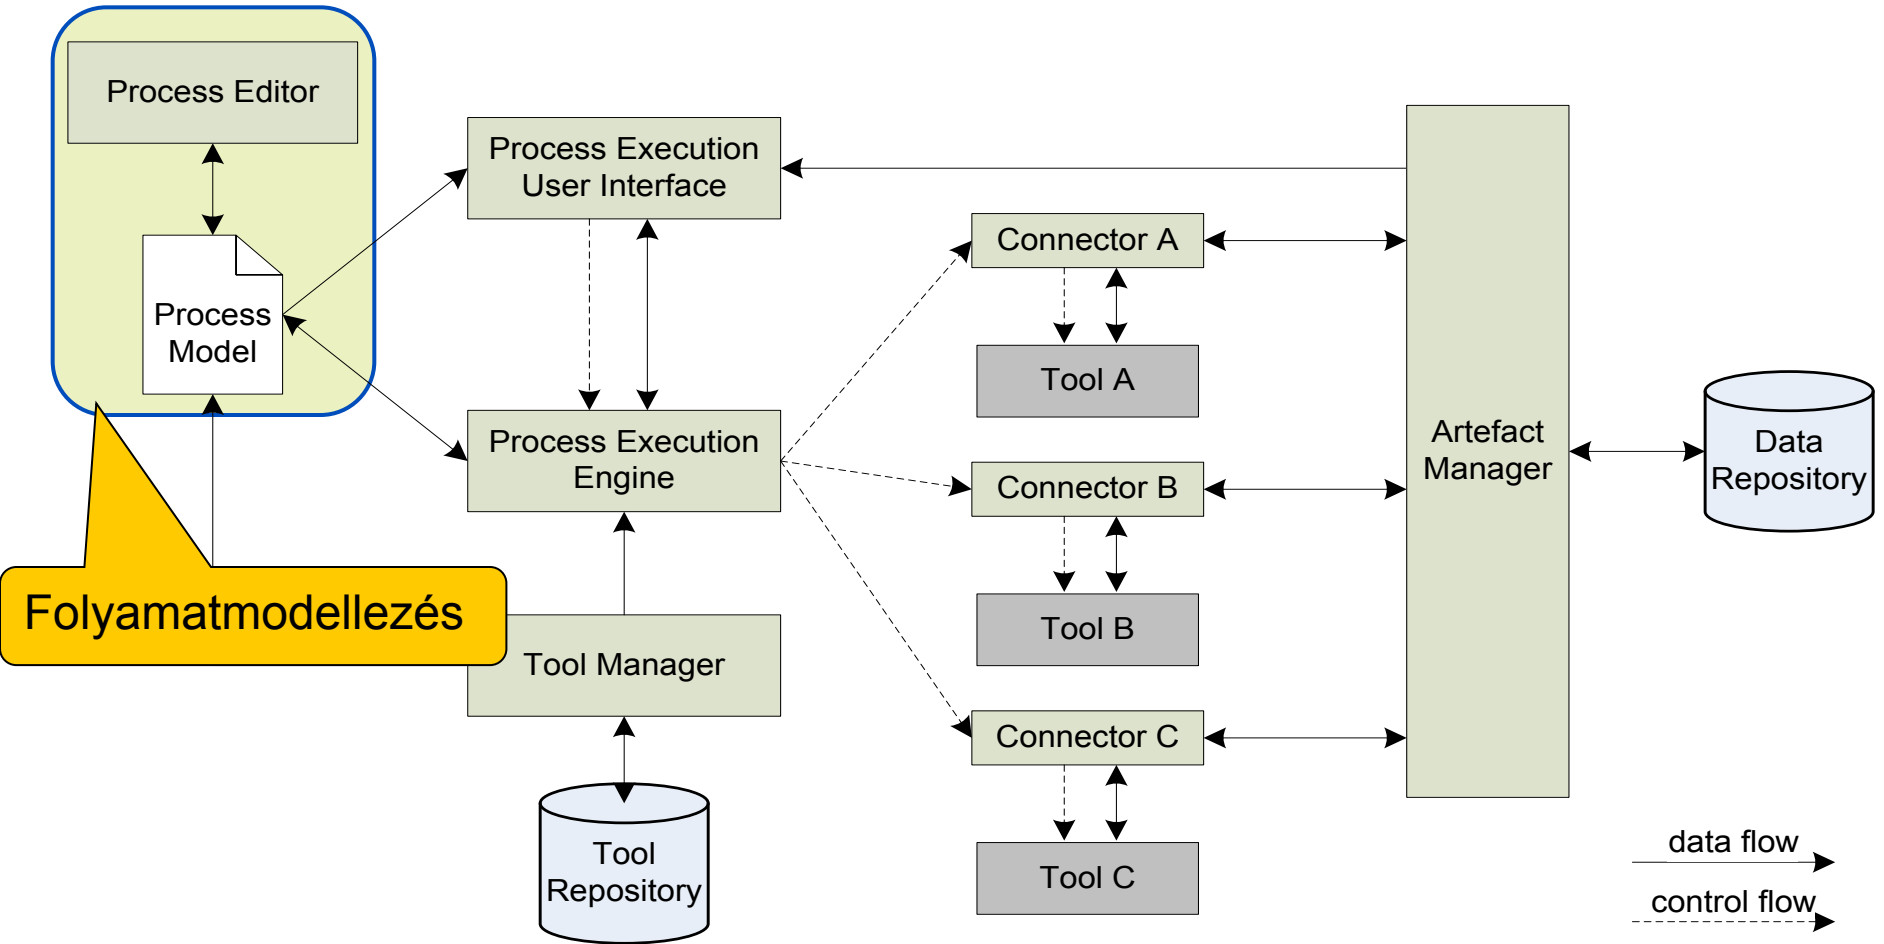 Process Editor
Process
Model
Folyamatmodellezés
Process Execution
User Interface
Process Execution
Engine
Tool Manager
Tool
Repository
Connector A
Tool A
Connector B
Tool B
Connector C
Tool C
Artefact
Manager
Data
Repository
data flow
control flow